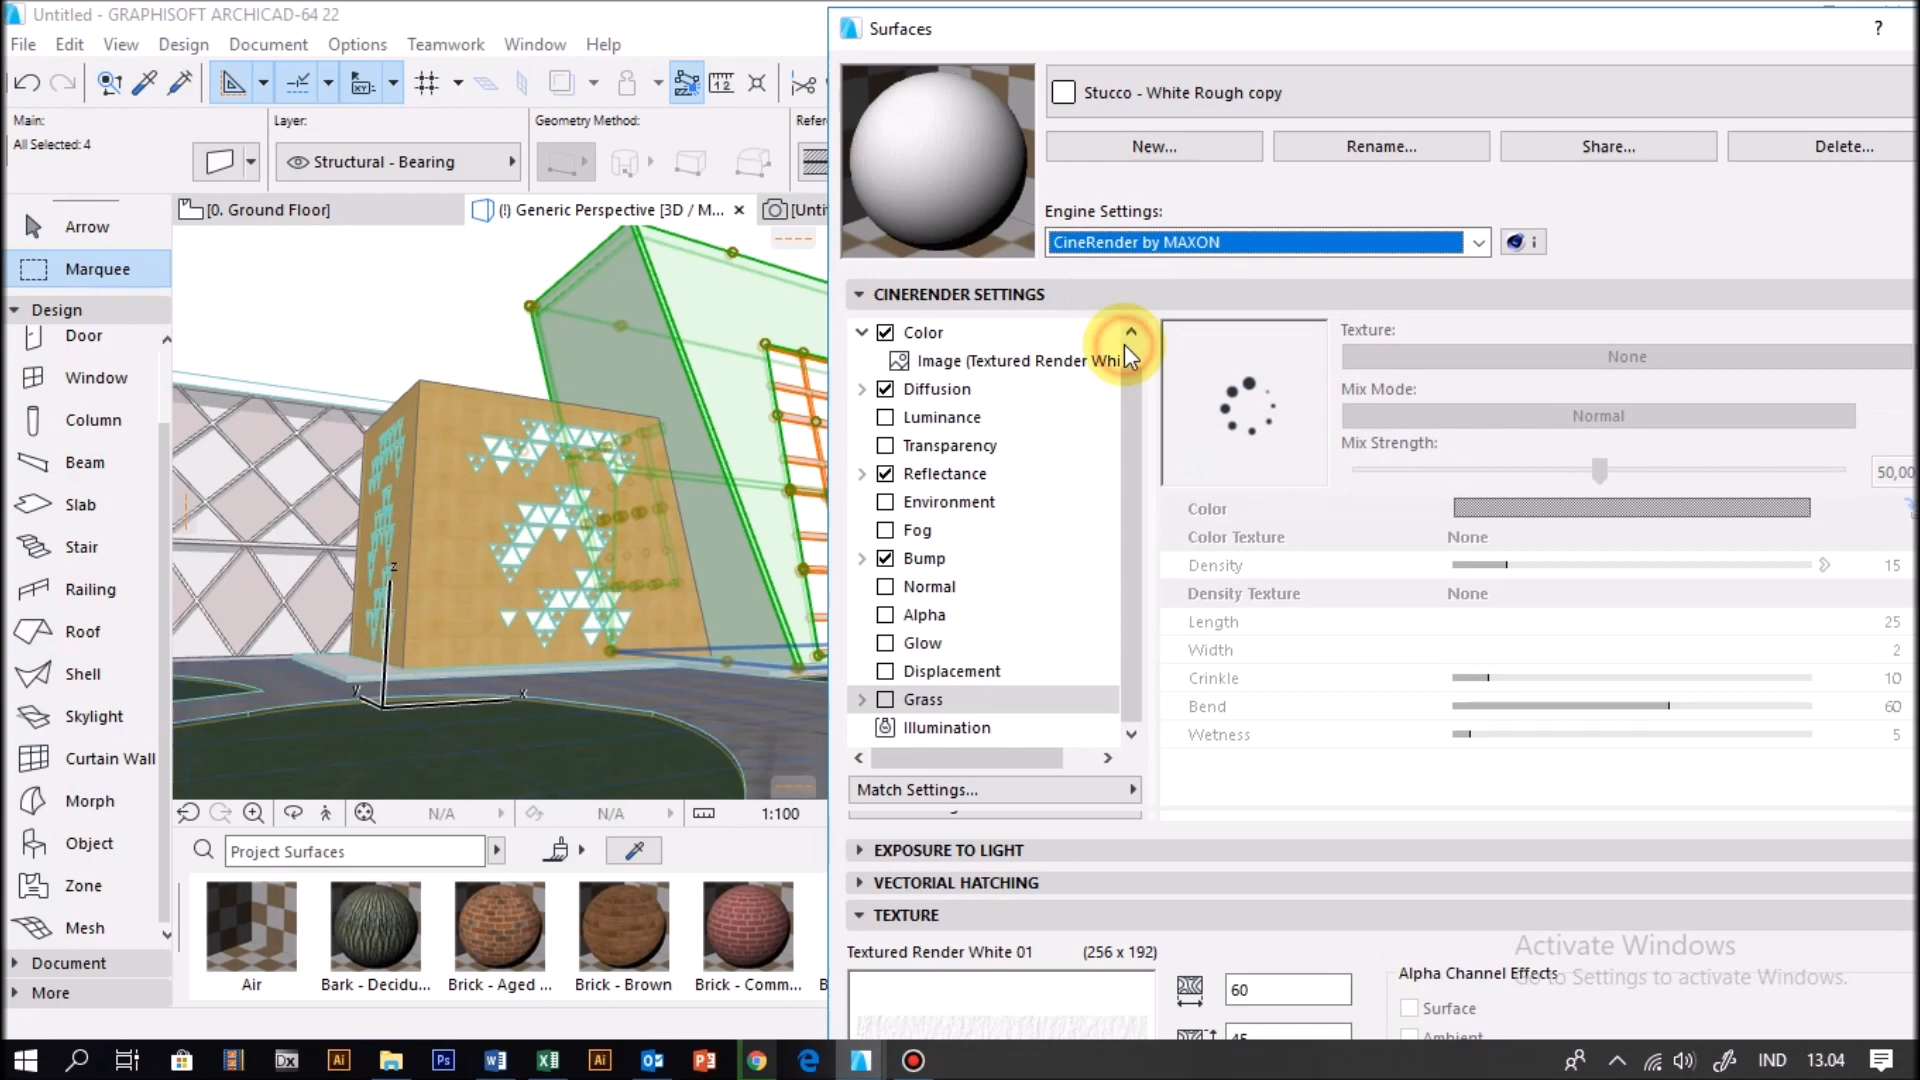 Untitled - GRAPHISOFT ARCHICAD-64 22
File Edit View Design Document Options Teamwork Window Help
Main:
All Selected: 4
Layer:
Structural - Bearing
Geometry Method:
[0. Ground Floor]
(!) Generic Perspective [3D / M...
Arrow
Marquee
Design
Door
Window
Column
Beam
Slab
Stair
Railing
Roof
Shell
Skylight
Curtain Wall
Morph
Object
Zone
Mesh
Document
More
z
y
x
N/A
N/A
1:100
Project Surfaces
Air
Bark - Decidu...
Brick - Aged ...
Brick - Brown
Brick - Comm...
Surfaces
?
Stucco - White Rough copy
New...
Rename...
Share...
Delete...
Engine Settings:
CineRender by MAXON
CINERENDER SETTINGS
Color
Image (Textured Render Whi
Diffusion
Luminance
Transparency
Reflectance
Environment
Fog
Bump
Normal
Alpha
Glow
Displacement
Grass
Illumination
Match Settings...
Texture:
None
Mix Mode:
Normal
Mix Strength:
50,00
Color
Color Texture None
Density 15
Density Texture None
Length 25
Width 2
Crinkle 10
Bend 60
Wetness 5
EXPOSURE TO LIGHT
VECTORIAL HATCHING
TEXTURE
Textured Render White 01 (256 x 192)
60
45
Alpha Channel Effects
Surface
Ambient
Activate Windows
Go to Settings to activate Windows.
IND 13.04